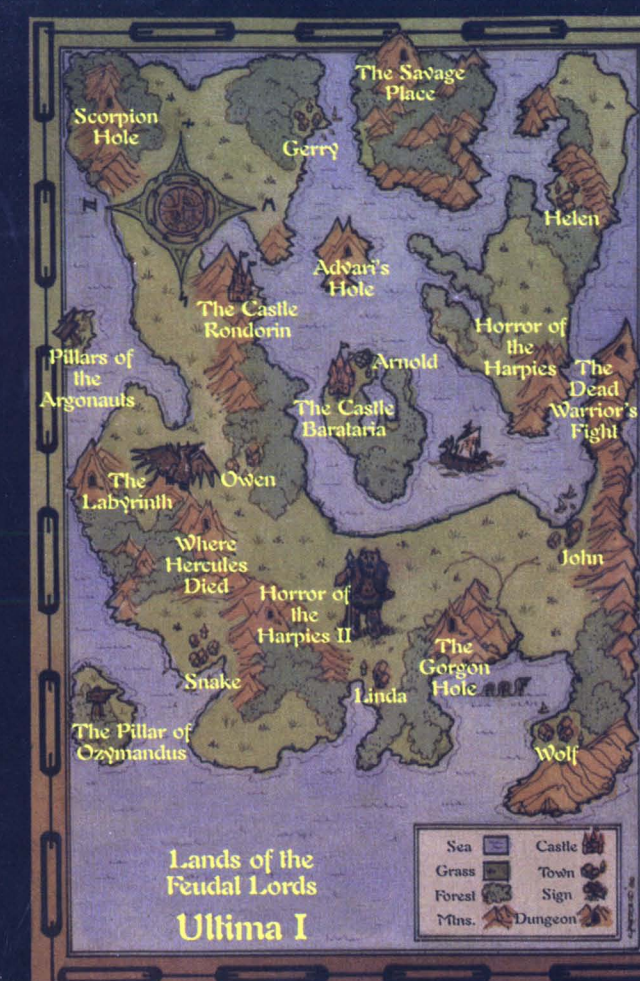 The Savage
Place
Scorpion
Hole
Gerry
Helen
Advari's
Hole
The Castle
Rondorin
Horror of
the
Harpies
Pillars of
the
Argonauts
Arnold
The
Dead
Warrior's
Fight
The Castle
Barataria
The
Labyrinth
Owen
Where
Hercules
Died
John
Horror of
the
Harpies II
The
Gorgon
Hole
Snake
Linda
The Pillar of
Ozymandus
Wolf
Lands of the
Feudal Lords
Ultima I
Sea
Castle
Grass
Town
Forest
Sign
Mtns.
Dungeon